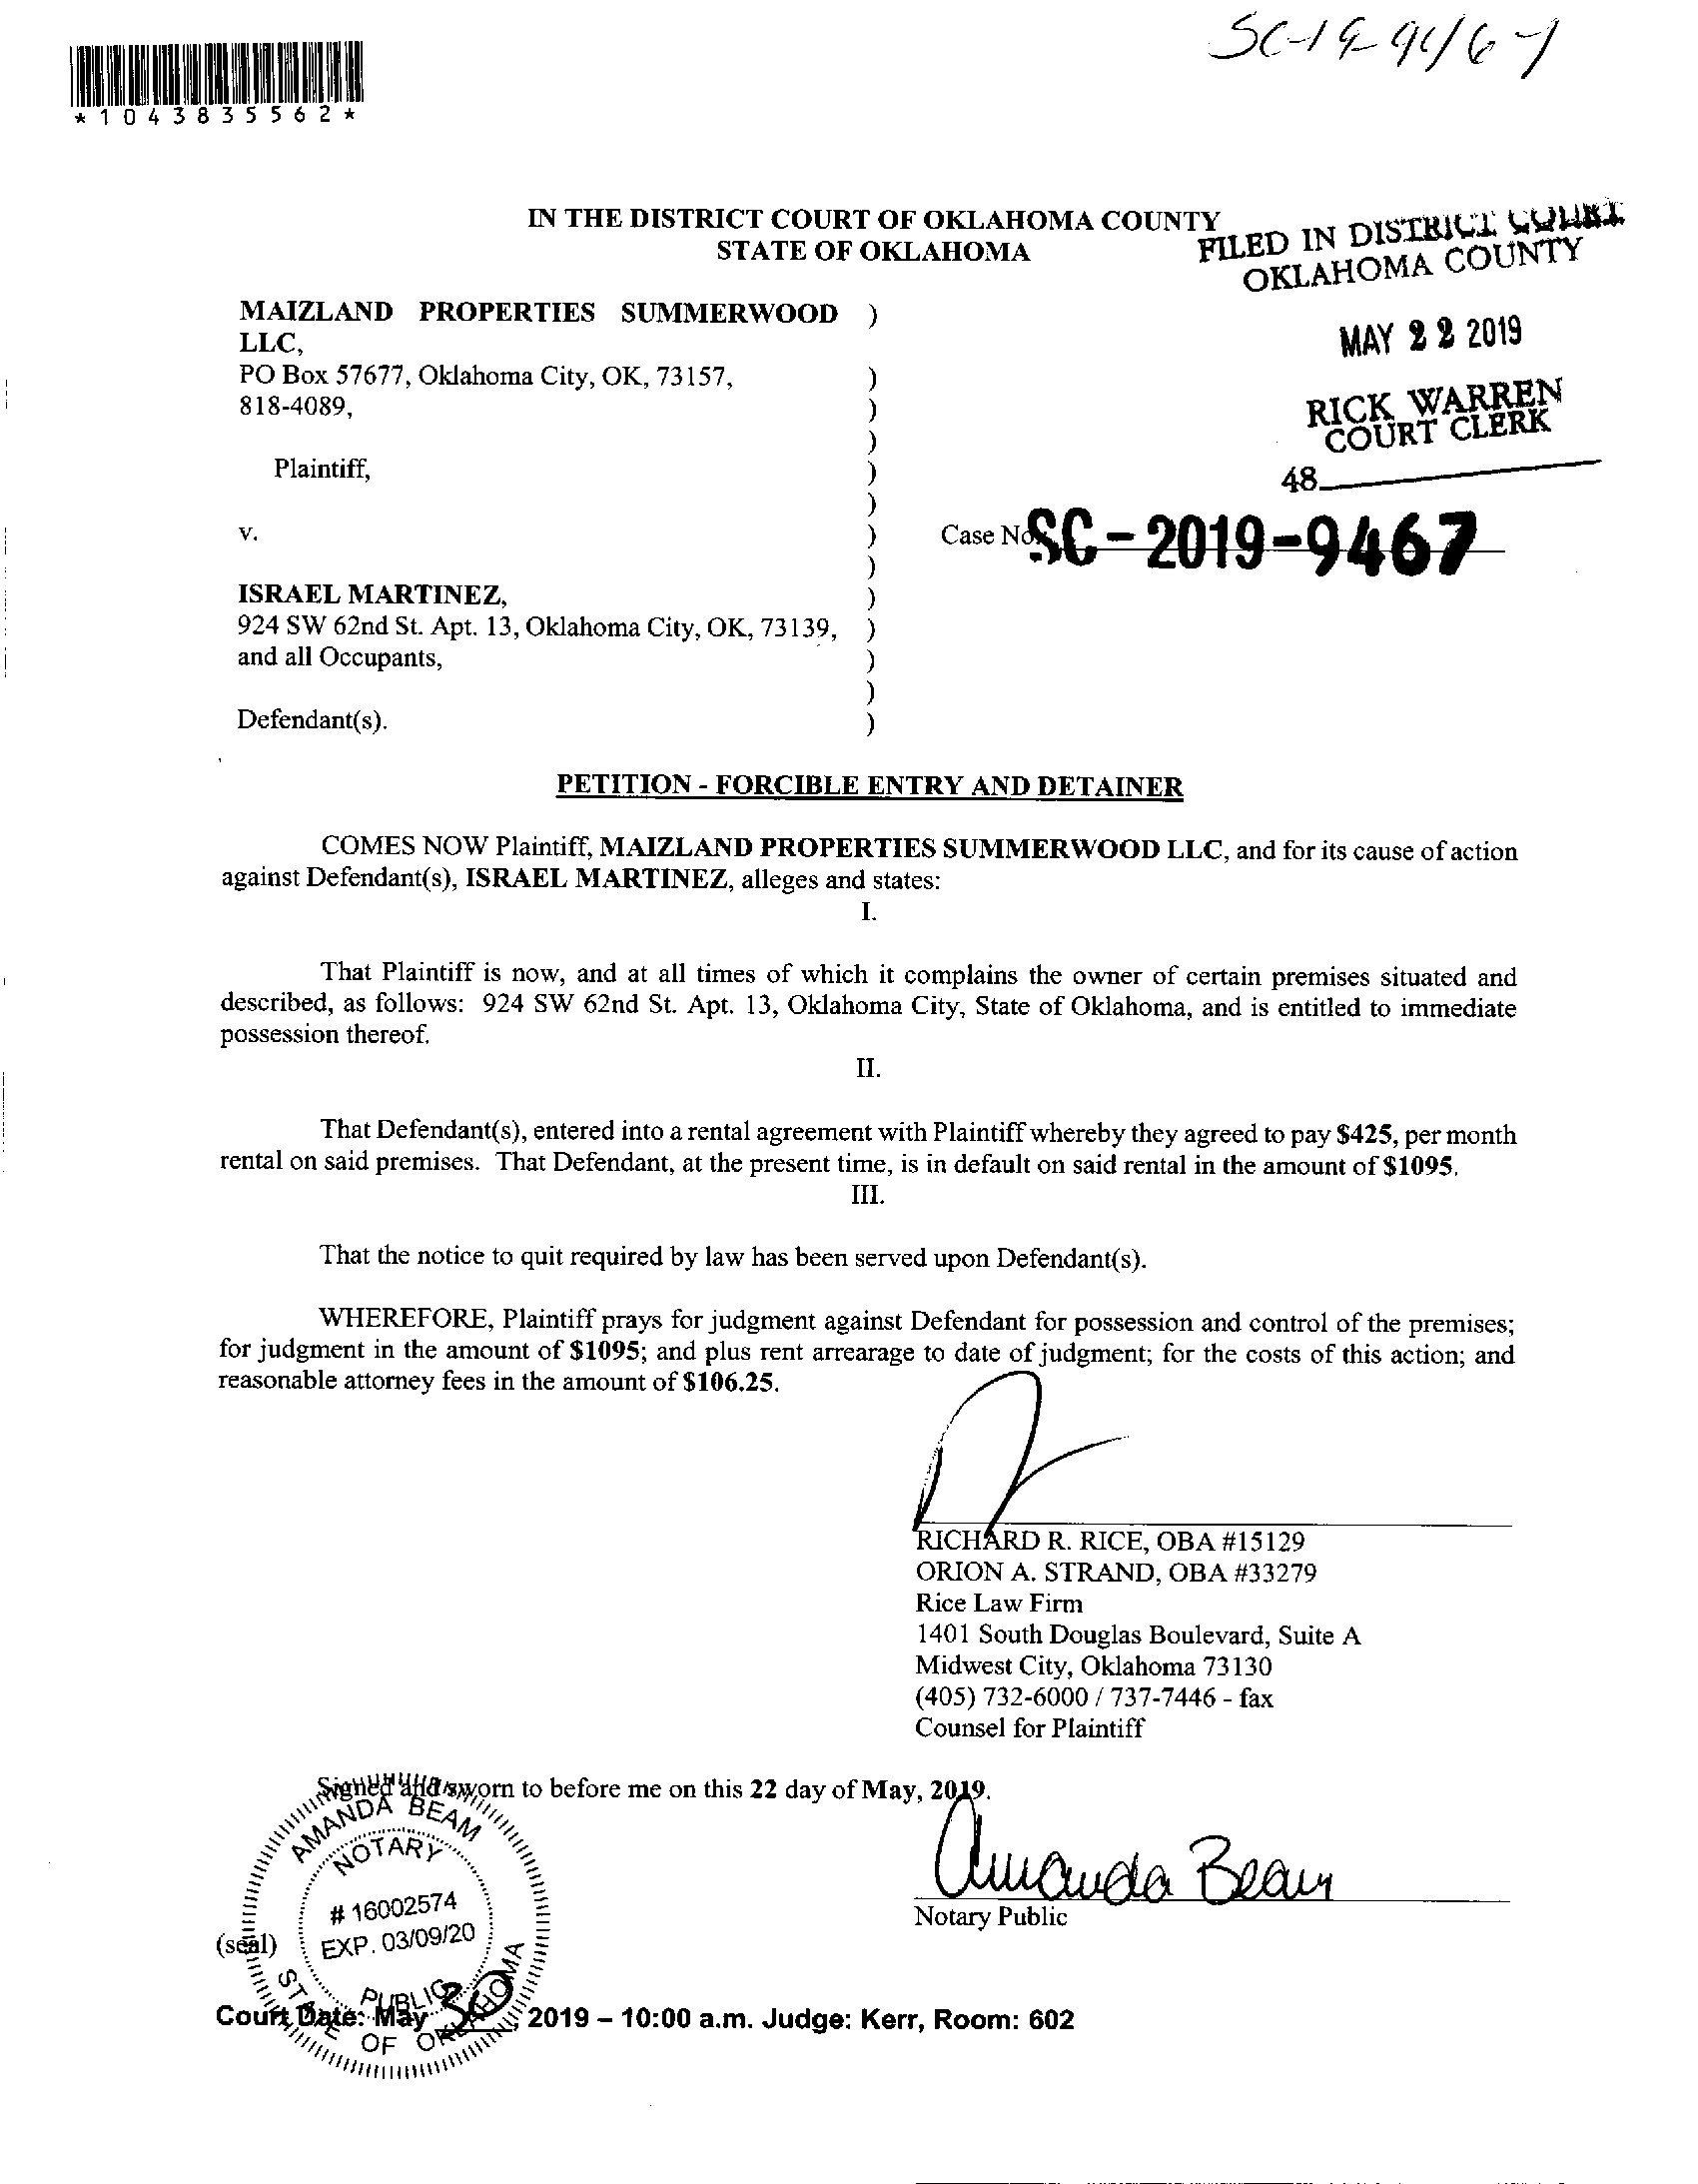 *1043835562*
IN THE DISTRICT COURT OF OKLAHOMA COUNTY
STATE OF OKLAHOMA
FILED IN DISTRICT COURT
OKLAHOMA COUNTY
MAY 22 2019
RICK WARREN
COURT CLERK
48
MAIZLAND PROPERTIES SUMMERWOOD )
LLC,
PO Box 57677, Oklahoma City, OK, 73157, )
818-4089, )
)
Plaintiff, )
)
v. )
Case No. SC-2019-9467
)
ISRAEL MARTINEZ, )
924 SW 62nd St. Apt. 13, Oklahoma City, OK, 73139, )
and all Occupants, )
)
Defendant(s). )
PETITION - FORCIBLE ENTRY AND DETAINER
COMES NOW Plaintiff, MAIZLAND PROPERTIES SUMMERWOOD LLC, and for its cause of action
against Defendant(s), ISRAEL MARTINEZ, alleges and states:
I.
That Plaintiff is now, and at all times of which it complains the owner of certain premises situated and
described, as follows: 924 SW 62nd St. Apt. 13, Oklahoma City, State of Oklahoma, and is entitled to immediate
possession thereof.
II.
That Defendant(s), entered into a rental agreement with Plaintiff whereby they agreed to pay $425, per month
rental on said premises. That Defendant, at the present time, is in default on said rental in the amount of $1095.
III.
That the notice to quit required by law has been served upon Defendant(s).
WHEREFORE, Plaintiff prays for judgment against Defendant for possession and control of the premises;
for judgment in the amount of $1095; and plus rent arrearage to date of judgment; for the costs of this action; and
reasonable attorney fees in the amount of $106.25.
RICHARD R. RICE, OBA #15129
ORION A. STRAND, OBA #33279
Rice Law Firm
1401 South Douglas Boulevard, Suite A
Midwest City, Oklahoma 73130
(405) 732-6000 / 737-7446 - fax
Counsel for Plaintiff
Signed and sworn to before me on this 22 day of May, 2019.
AMANDA BEAM
NOTARY
# 16002574
EXP. 03/09/20
PUBLIC
STATE OF OKLAHOMA
Amanda Beam
Notary Public
(seal)
Court Date: May 30, 2019 – 10:00 a.m. Judge: Kerr, Room: 602